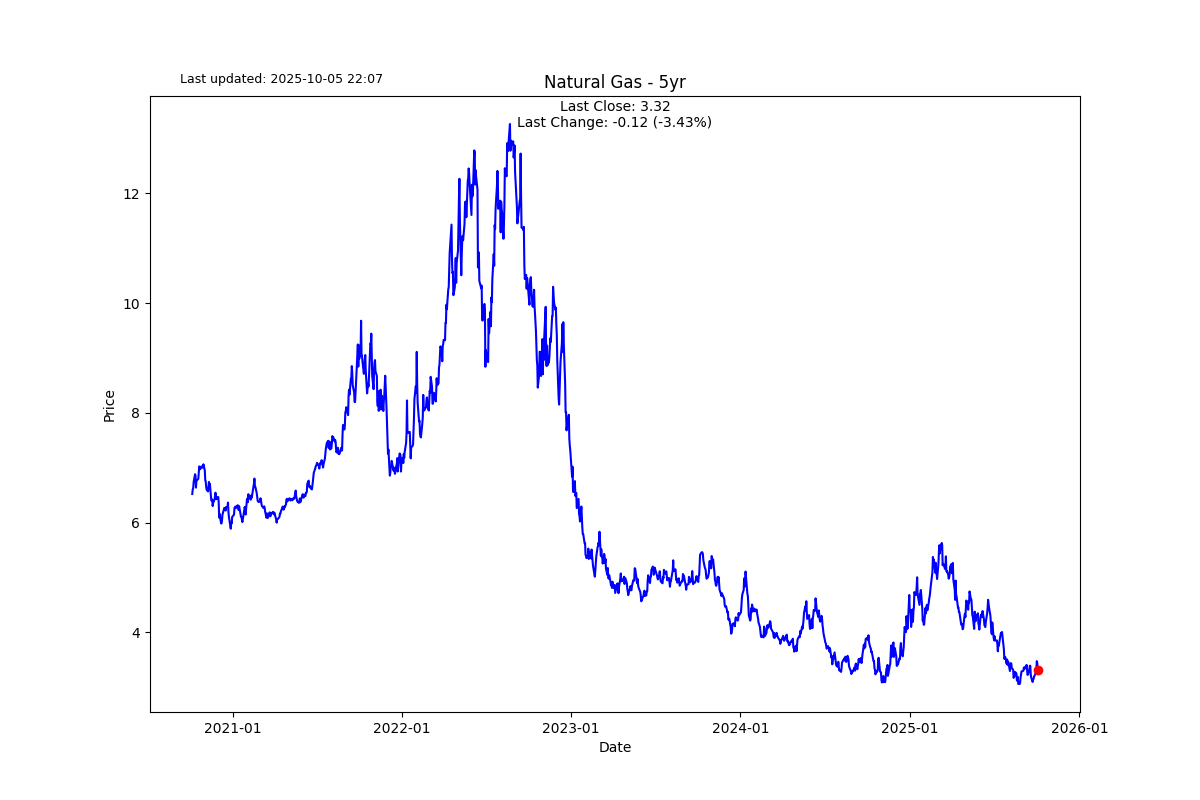 Last updated: 2025-10-05 22:07
Natural Gas - 5yr
Last Close: 3.32
Last Change: -0.12 (-3.43%)
12
10
8
6
4
Price
2021-01
2022-01
2023-01
2024-01
2025-01
2026-01
Date